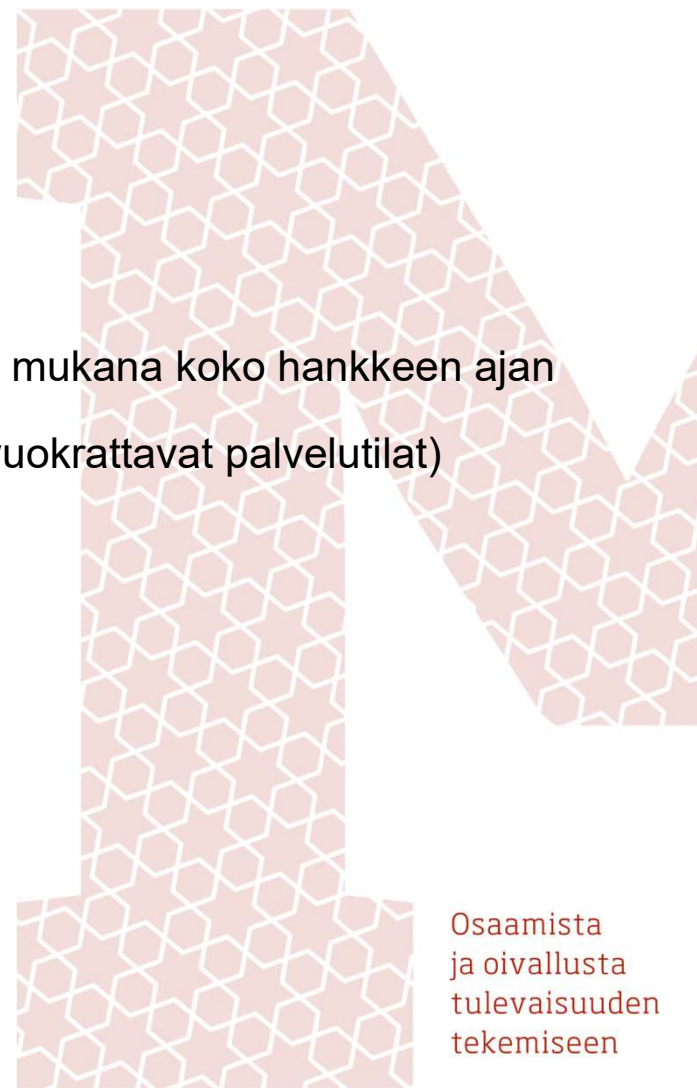 mukana koko hankkeen ajan
vuokrattavat palvelutilat)
Osaamista
ja oivallusta
tulevaisuuden
tekemiseen